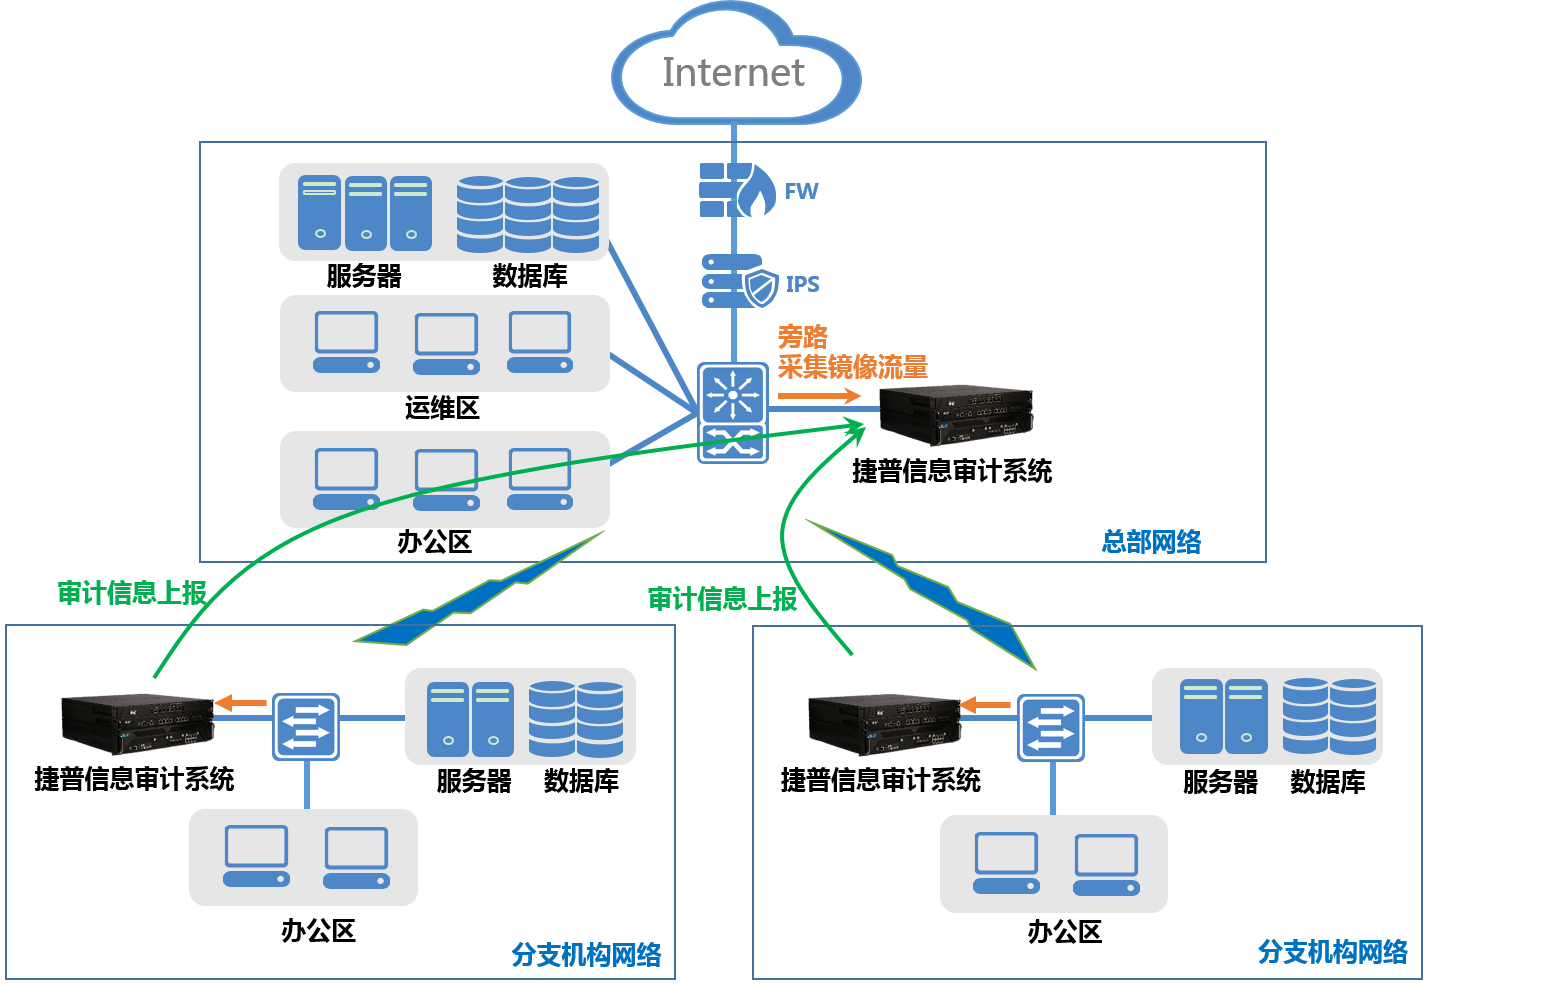 Internet
FW
服务器
数据库
IPS
旁路
采集镜像流量
运维区
捷普信息审计系统
办公区
总部网络
审计信息上报
审计信息上报
捷普信息审计系统
服务器
数据库
办公区
分支机构网络
捷普信息审计系统
服务器
数据库
办公区
分支机构网络